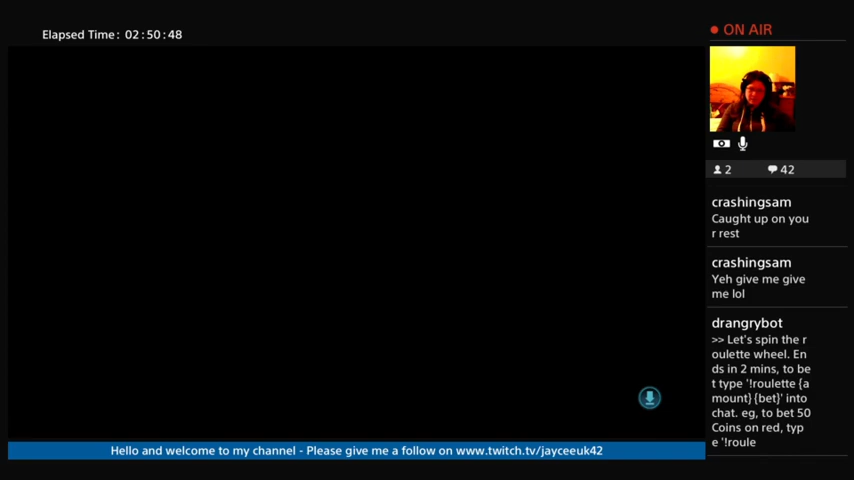 Elapsed Time: 02:50:48
ON AIR
2 42
crashingsam
Caught up on you
r rest
crashingsam
Yeh give me give
me lol
drangrybot
>> Let's spin the r
oulette wheel. En
ds in 2 mins, to be
t type '!roulette {a
mount} {bet}' into
chat. eg, to bet 50
Coins on red, typ
e '!roule
Hello and welcome to my channel - Please give me a follow on www.twitch.tv/jayceeuk42